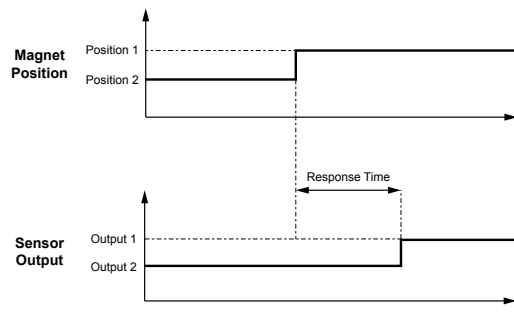 Magnet
Position
Position 1
Position 2
Response Time
Sensor
Output
Output 1
Output 2